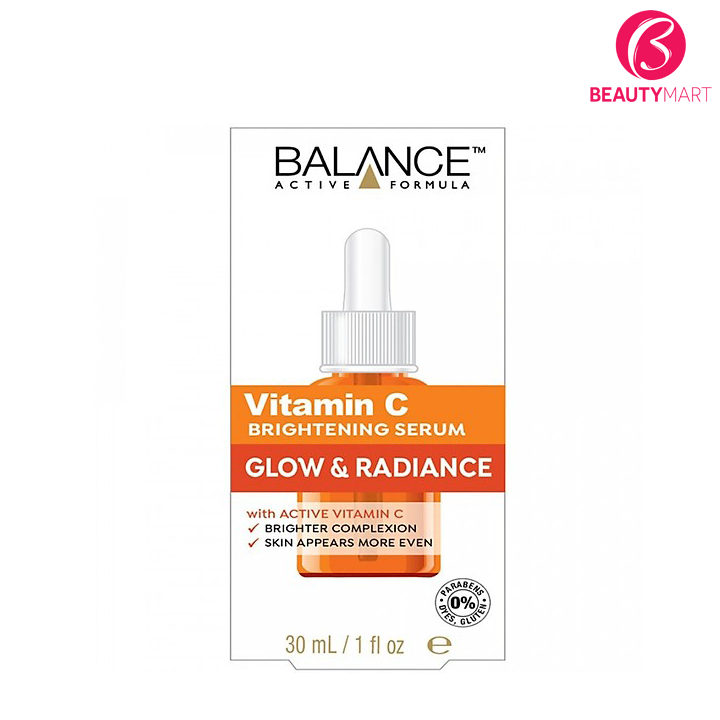 BEAUTYMART
BALANCE™
ACTIVE FORMULA
Vitamin C
BRIGHTENING SERUM
GLOW & RADIANCE
with ACTIVE VITAMIN C
✓ BRIGHTER COMPLEXION
✓ SKIN APPEARS MORE EVEN
PARABENS
0%
DYES, GLUTEN
30 mL / 1 fl oz ℮